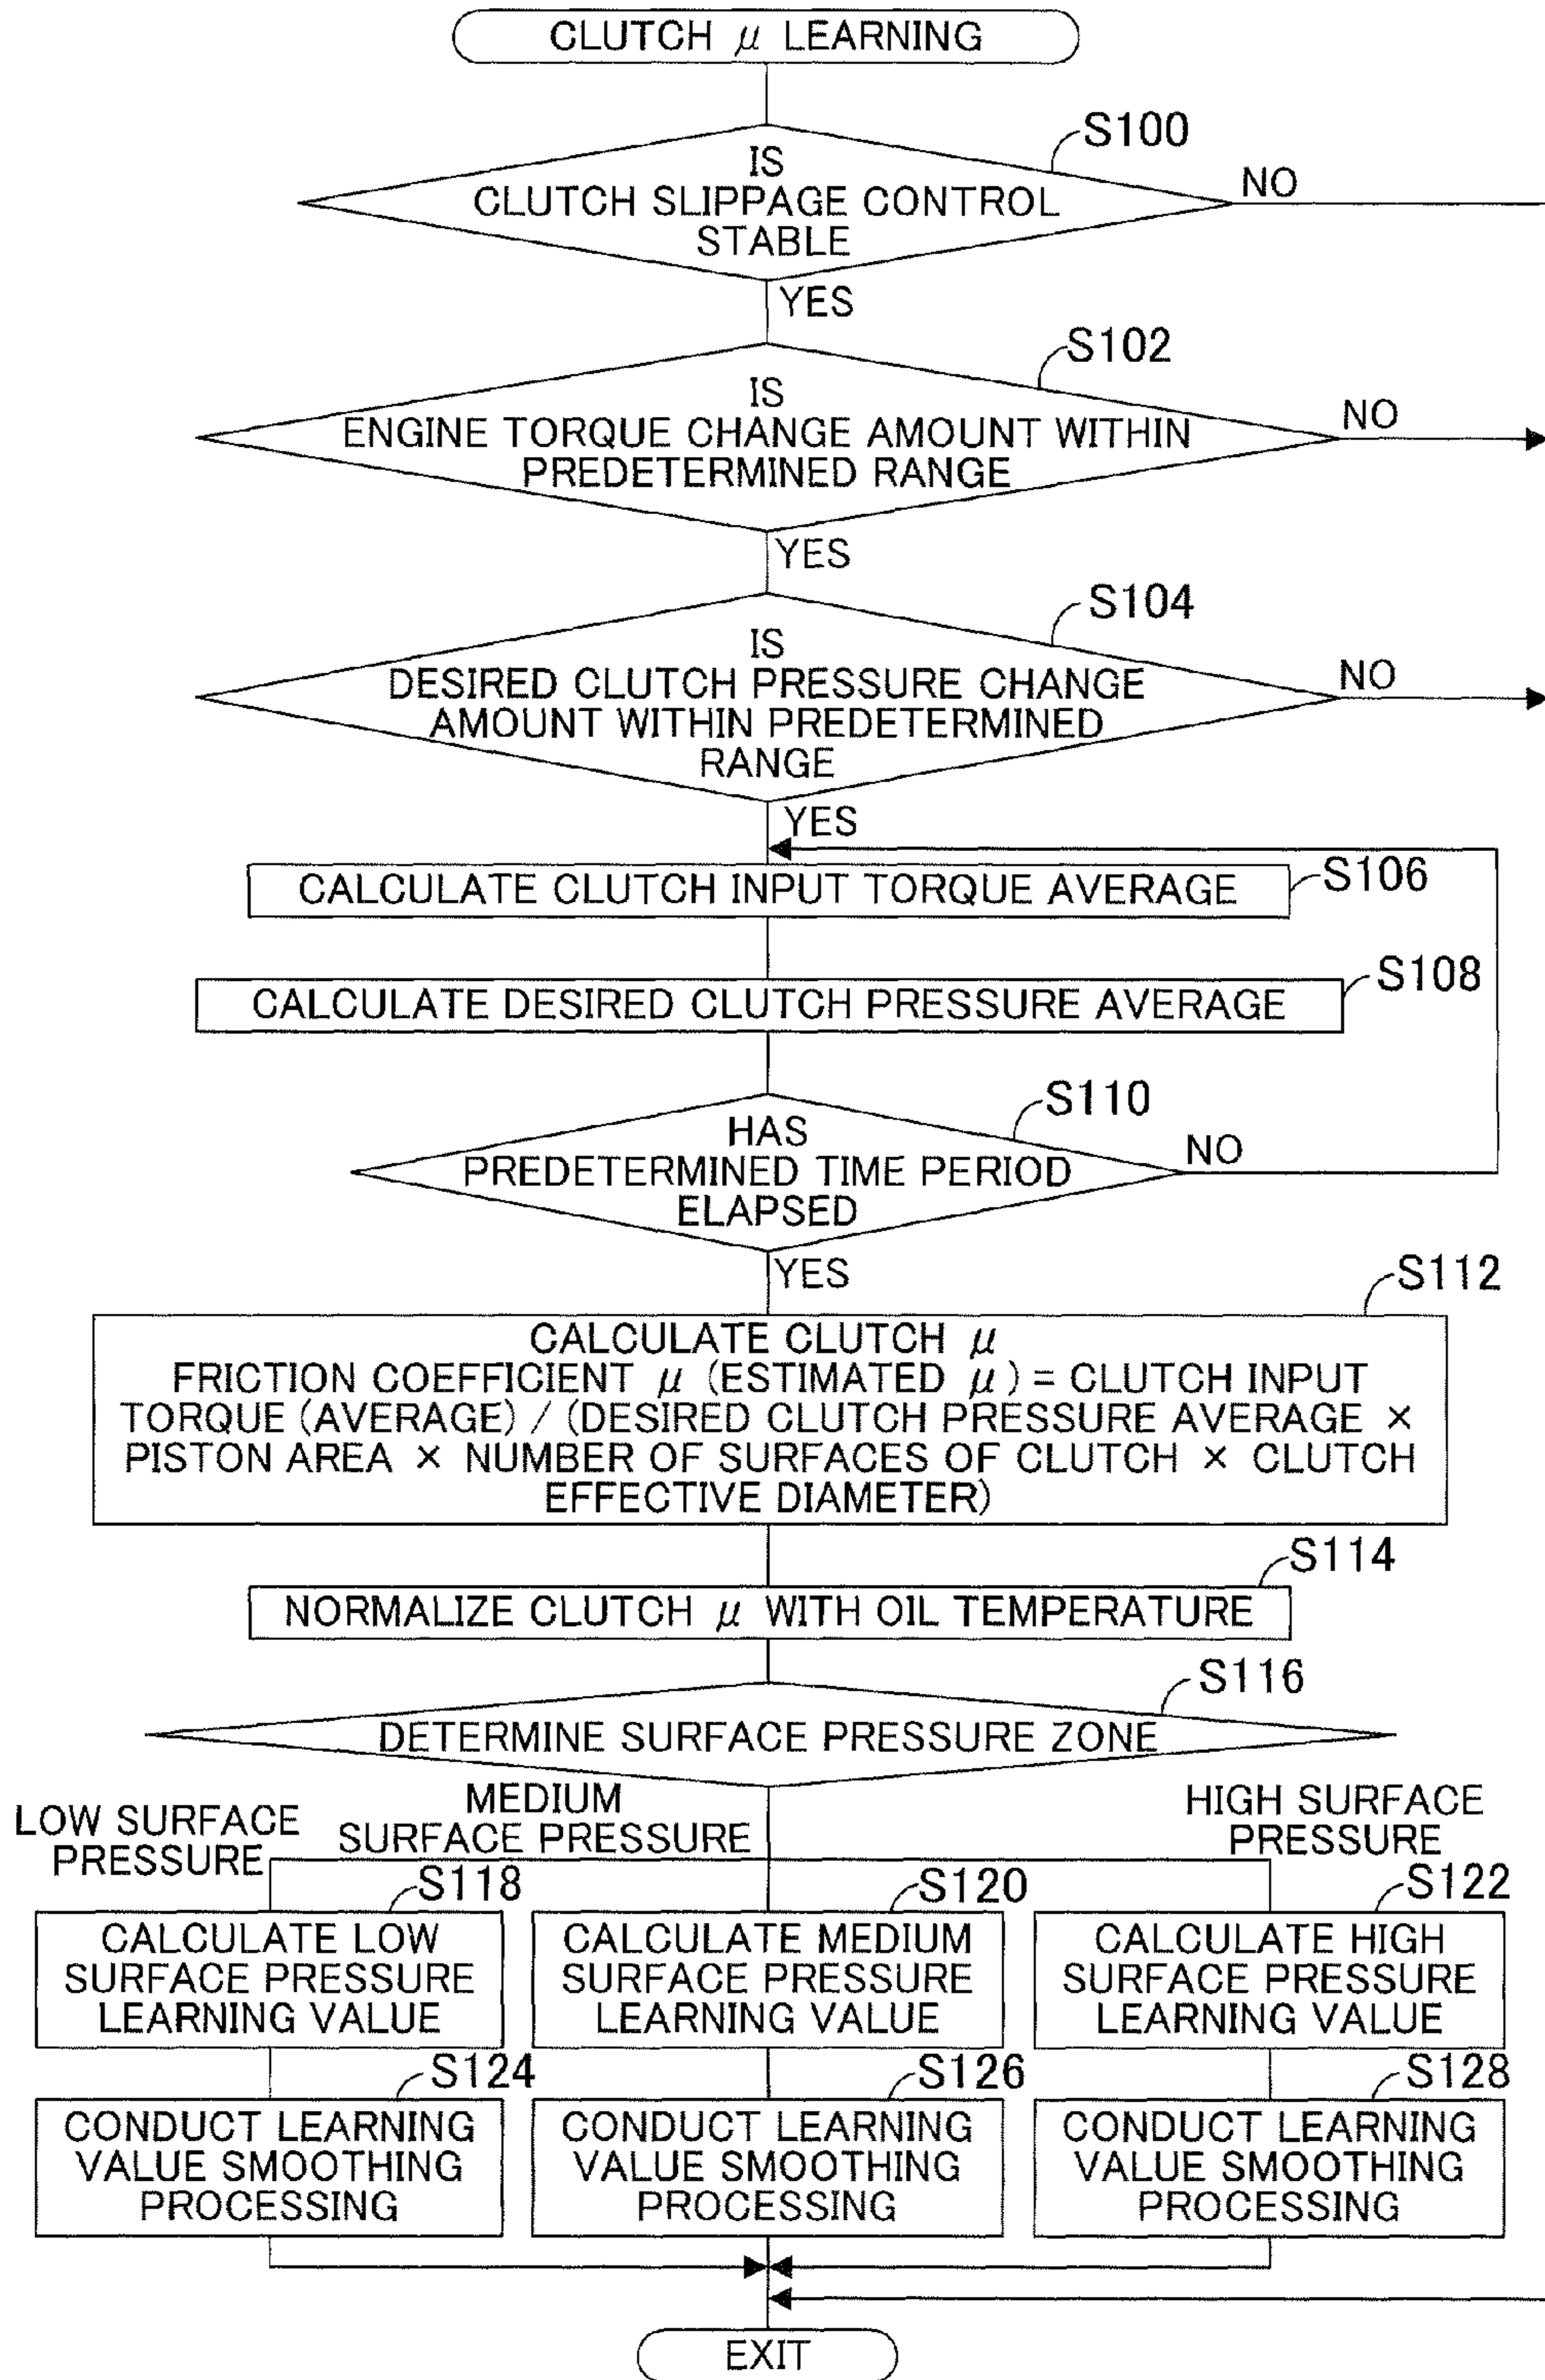 CLUTCH μ LEARNING
S100
IS
CLUTCH SLIPPAGE CONTROL
STABLE
NO
YES
S102
IS
ENGINE TORQUE CHANGE AMOUNT WITHIN
PREDETERMINED RANGE
NO
YES
S104
IS
DESIRED CLUTCH PRESSURE CHANGE
AMOUNT WITHIN PREDETERMINED
RANGE
NO
YES
CALCULATE CLUTCH INPUT TORQUE AVERAGE
S106
CALCULATE DESIRED CLUTCH PRESSURE AVERAGE
S108
S110
HAS
PREDETERMINED TIME PERIOD
ELAPSED
NO
YES
S112
CALCULATE CLUTCH μ
FRICTION COEFFICIENT μ (ESTIMATED μ) = CLUTCH INPUT
TORQUE (AVERAGE) / (DESIRED CLUTCH PRESSURE AVERAGE ×
PISTON AREA × NUMBER OF SURFACES OF CLUTCH × CLUTCH
EFFECTIVE DIAMETER)
S114
NORMALIZE CLUTCH μ WITH OIL TEMPERATURE
S116
DETERMINE SURFACE PRESSURE ZONE
LOW SURFACE
PRESSURE
MEDIUM
SURFACE PRESSURE
HIGH SURFACE
PRESSURE
S118
CALCULATE LOW
SURFACE PRESSURE
LEARNING VALUE
S120
CALCULATE MEDIUM
SURFACE PRESSURE
LEARNING VALUE
S122
CALCULATE HIGH
SURFACE PRESSURE
LEARNING VALUE
S124
CONDUCT LEARNING
VALUE SMOOTHING
PROCESSING
S126
CONDUCT LEARNING
VALUE SMOOTHING
PROCESSING
S128
CONDUCT LEARNING
VALUE SMOOTHING
PROCESSING
EXIT